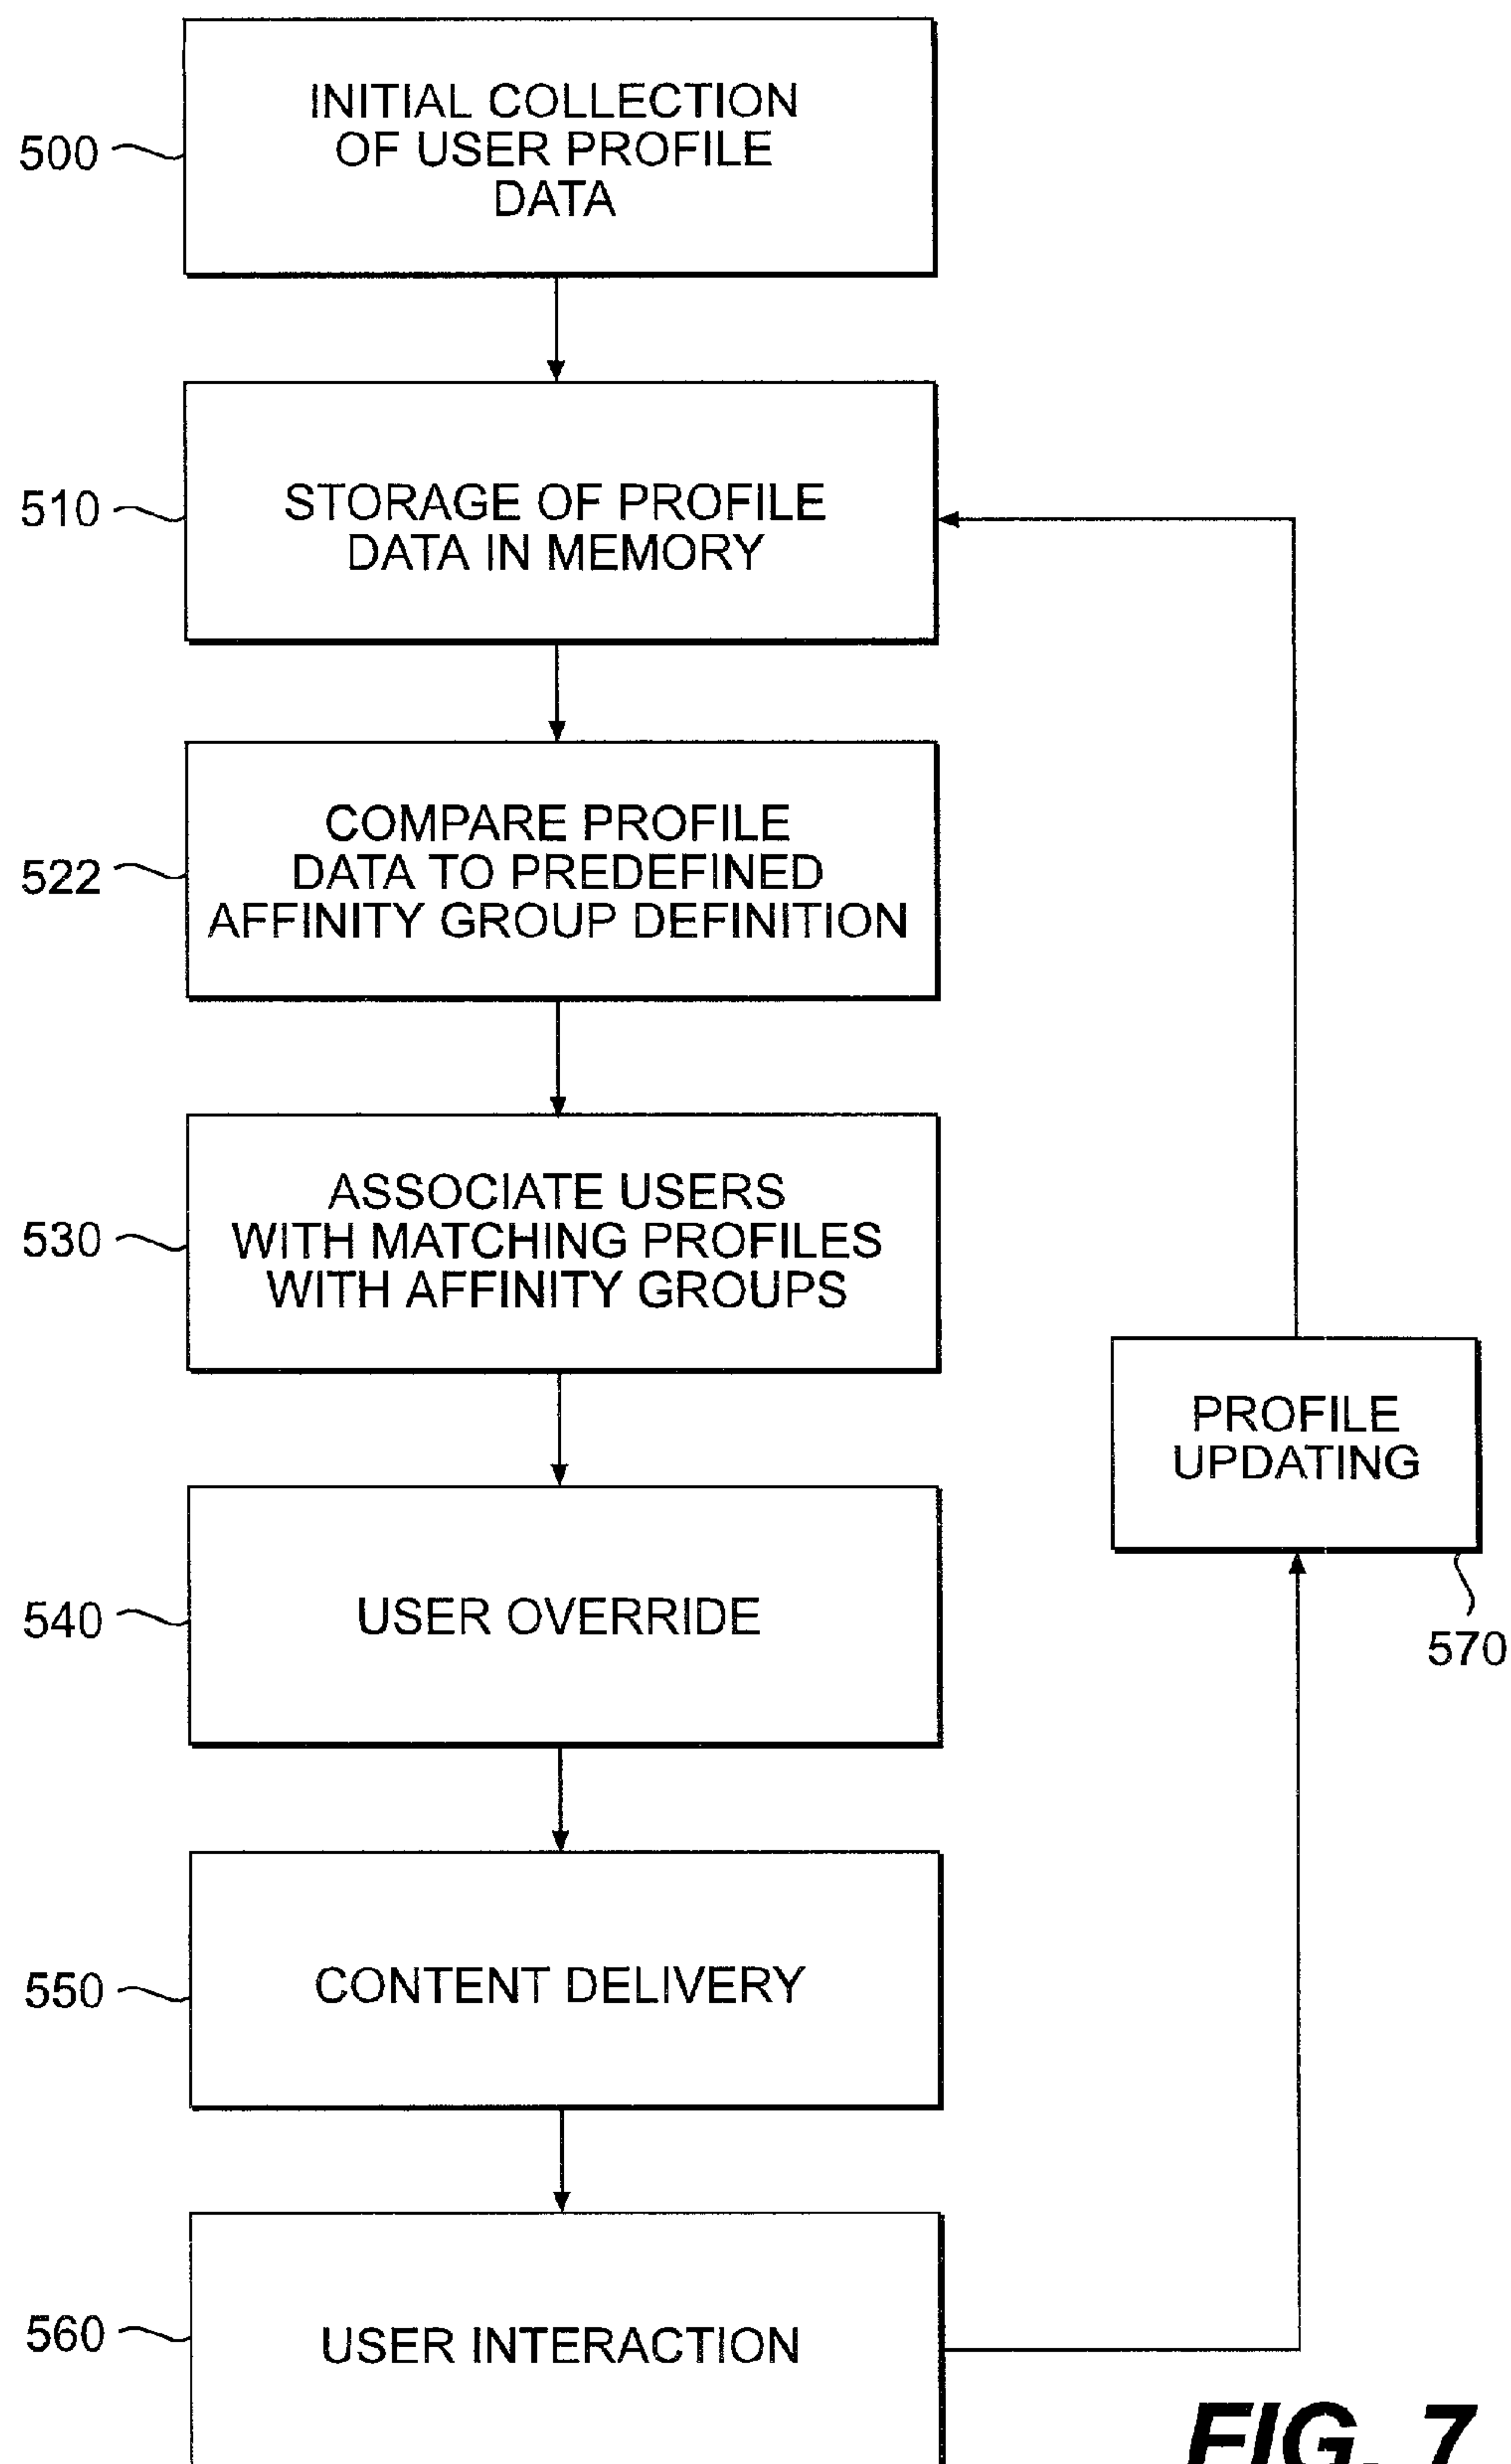 INITIAL COLLECTION
OF USER PROFILE
DATA
500
STORAGE OF PROFILE
DATA IN MEMORY
510
COMPARE PROFILE
DATA TO PREDEFINED
AFFINITY GROUP DEFINITION
522
ASSOCIATE USERS
WITH MATCHING PROFILES
WITH AFFINITY GROUPS
530
USER OVERRIDE
540
CONTENT DELIVERY
550
USER INTERACTION
560
PROFILE
UPDATING
570
FIG. 7